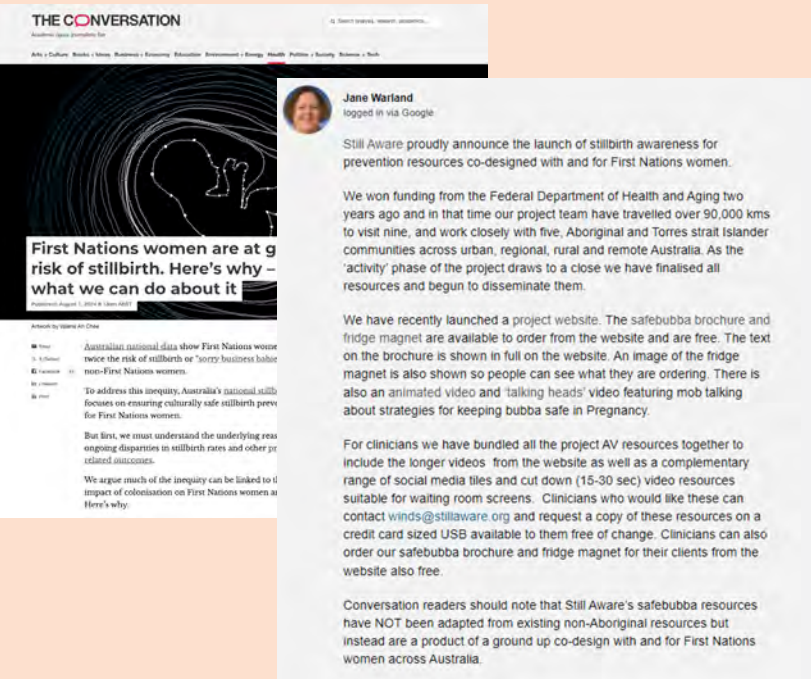 THE CONVERSATION
Academic rigour, journalistic flair
Search analysis, research, academics…
Arts + Culture Books + Ideas Business + Economy Education Environment + Energy Health Politics + Society Science + Tech
First Nations women are at g
risk of stillbirth. Here's why –
what we can do about it
Published: August 1, 2024
Email
X (Twitter)
Facebook
LinkedIn
Print
Australian national data show First Nations wome
twice the risk of stillbirth or "sorry business babie
non-First Nations women.
To address this inequity, Australia's national stillb
focuses on ensuring culturally safe stillbirth preve
for First Nations women.
But first, we must understand the underlying reas
ongoing disparities in stillbirth rates and other pr
related outcomes.
We argue much of the inequity can be linked to tl
impact of colonisation on First Nations women a
Here's why.
Jane Warland
logged in via Google
Still Aware proudly announce the launch of stillbirth awareness for
prevention resources co-designed with and for First Nations women.
We won funding from the Federal Department of Health and Aging two
years ago and in that time our project team have travelled over 90,000 kms
to visit nine, and work closely with five, Aboriginal and Torres strait Islander
communities across urban, regional, rural and remote Australia. As the
'activity' phase of the project draws to a close we have finalised all
resources and begun to disseminate them.
We have recently launched a project website. The safebubba brochure and
fridge magnet are available to order from the website and are free. The text
on the brochure is shown in full on the website. An image of the fridge
magnet is also shown so people can see what they are ordering. There is
also an animated video and 'talking heads' video featuring mob talking
about strategies for keeping bubba safe in Pregnancy.
For clinicians we have bundled all the project AV resources together to
include the longer videos from the website as well as a complementary
range of social media tiles and cut down (15-30 sec) video resources
suitable for waiting room screens. Clinicians who would like these can
contact winds@stillaware.org and request a copy of these resources on a
credit card sized USB available to them free of change. Clinicians can also
order our safebubba brochure and fridge magnet for their clients from the
website also free.
Conversation readers should note that Still Aware's safebubba resources
have NOT been adapted from existing non-Aboriginal resources but
instead are a product of a ground up co-design with and for First Nations
women across Australia.